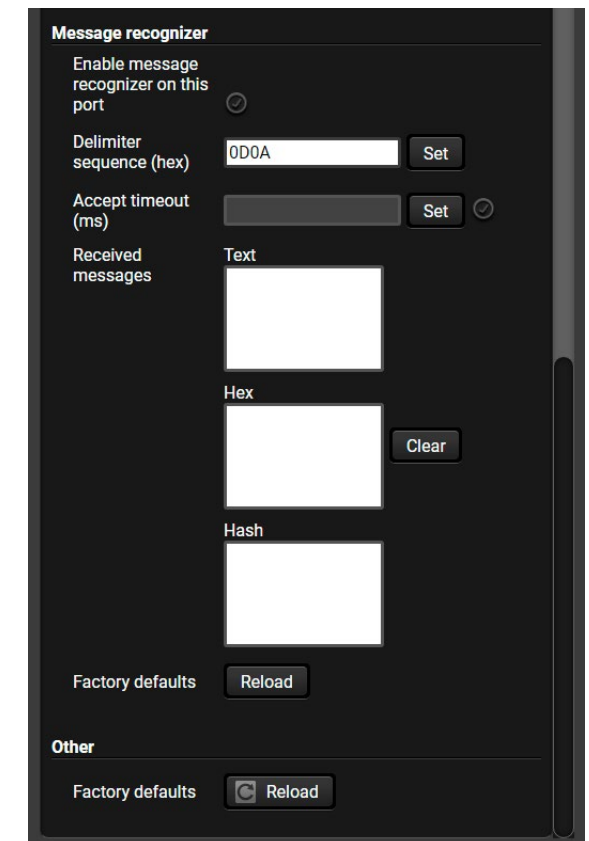 Message recognizer
Enable message
recognizer on this
port
Delimiter
sequence (hex)
0D0A
Set
Accept timeout
(ms)
Set
Received
messages
Text
Hex
Clear
Hash
Factory defaults
Reload
Other
Factory defaults
Reload